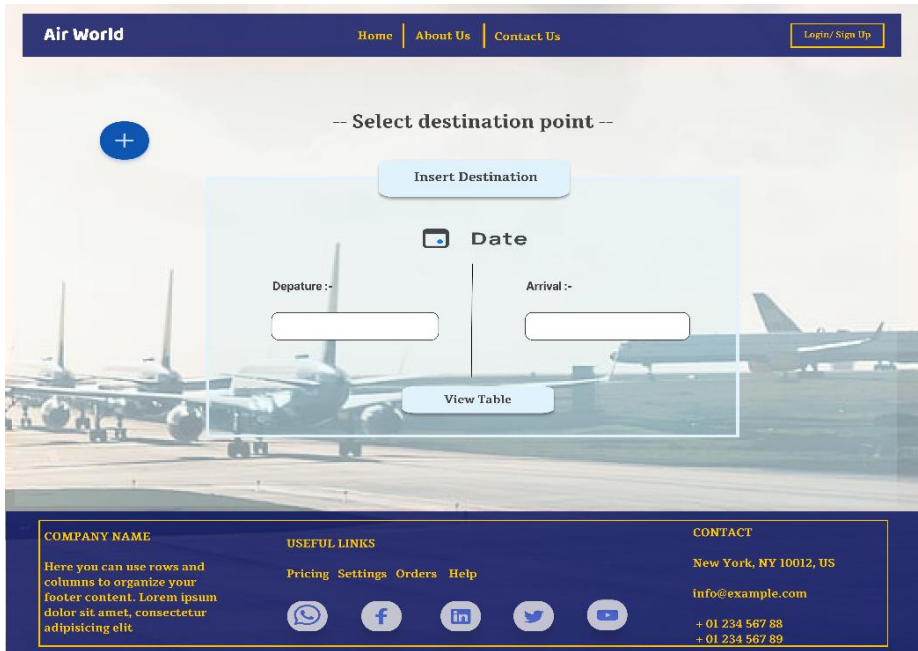 Air World
Home About Us Contact Us
Login/ Sign Up
-- Select destination point --
Insert Destination
Date
Depature :-
Arrival :-
View Table
COMPANY NAME
Here you can use rows and
columns to organize your
footer content. Lorem ipsum
dolor sit amet, consectetur
adipisicing elit
USEFUL LINKS
Pricing Settings Orders Help
CONTACT
New York, NY 10012, US
info@example.com
+ 01 234 567 88
+ 01 234 567 89